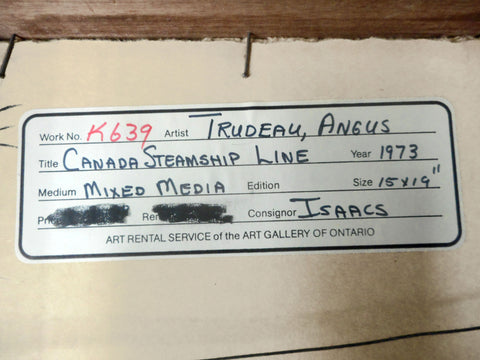 Work No. K639 Artist TRUDEAU, ANGUS
Title CANADA STEAMSHIP LINE Year 1973
Medium MIXED MEDIA Edition Size 15x19"
Consignor ISAACS
ART RENTAL SERVICE of the ART GALLERY OF ONTARIO